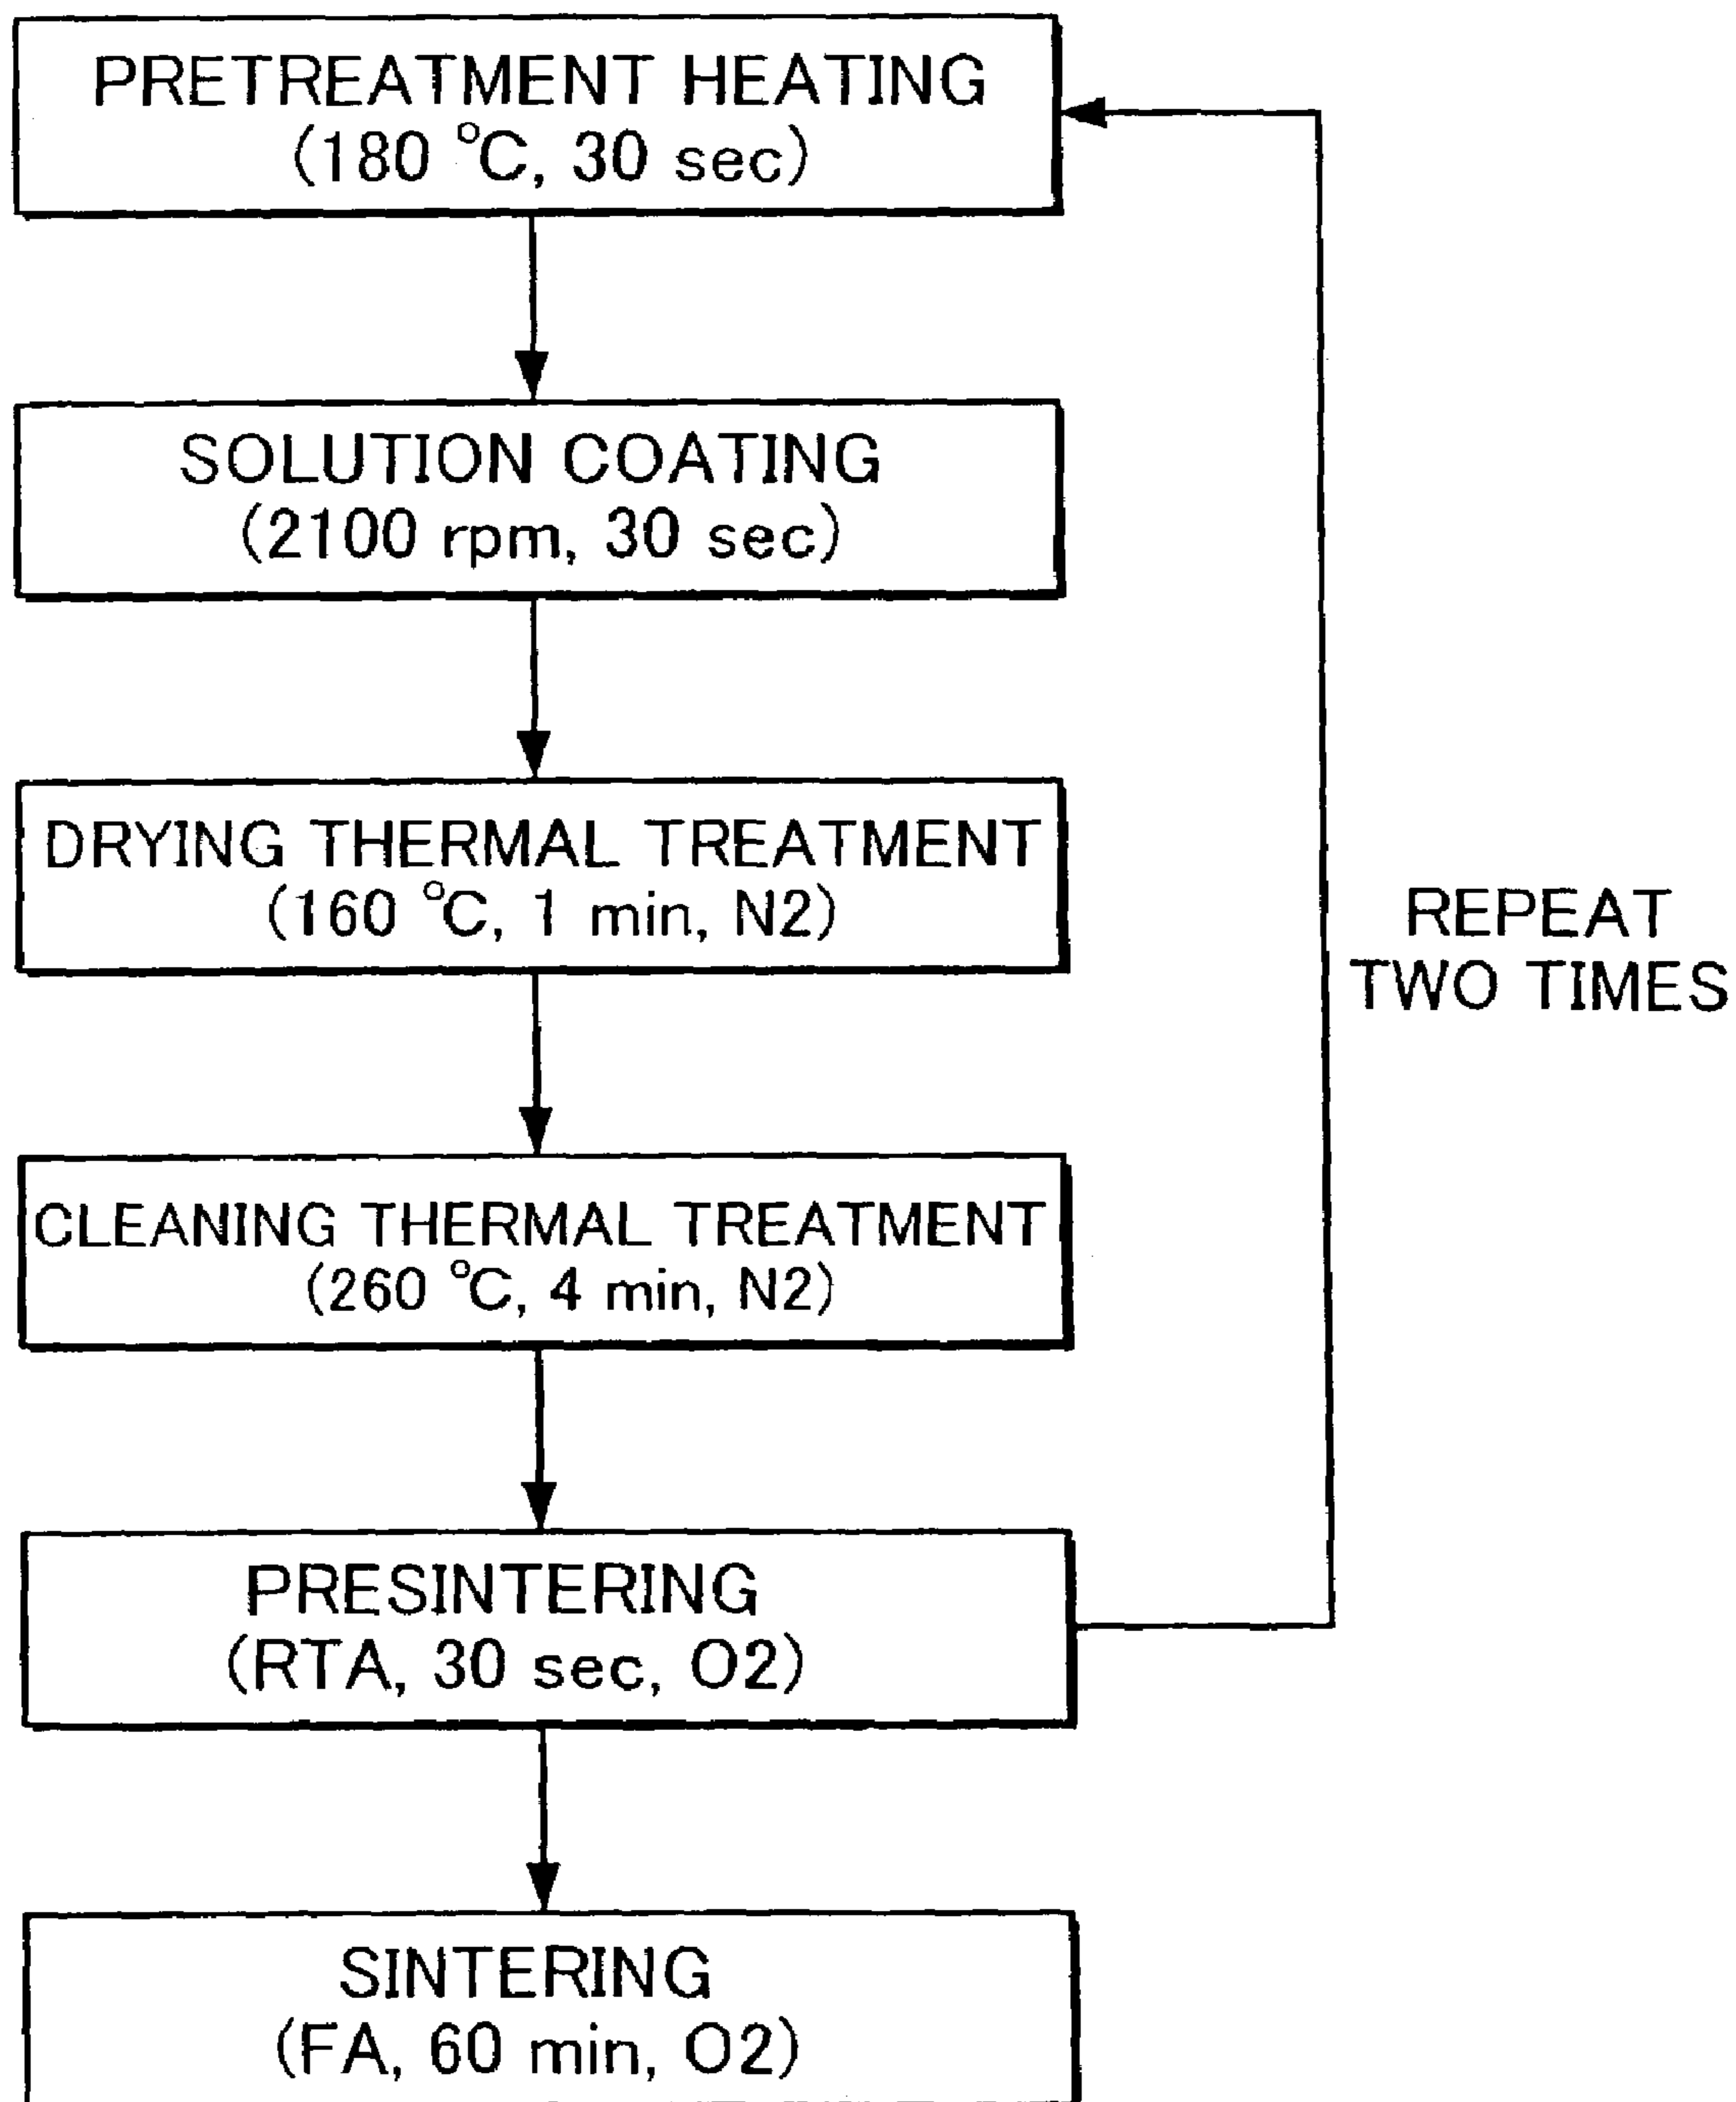 PRETREATMENT HEATING
(180 °C, 30 sec)
SOLUTION COATING
(2100 rpm, 30 sec)
DRYING THERMAL TREATMENT
(160 °C, 1 min, N2)
REPEAT
TWO TIMES
CLEANING THERMAL TREATMENT
(260 °C, 4 min, N2)
PRESINTERING
(RTA, 30 sec, O2)
SINTERING
(FA, 60 min, O2)